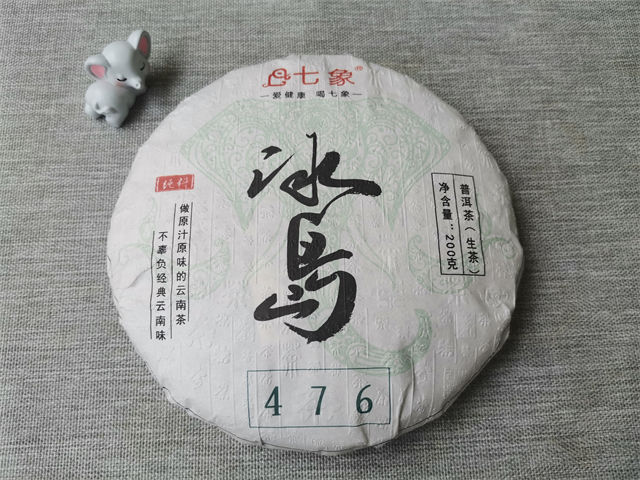 七象®
爱健康 喝七象
冰岛
纯料
做原汁原味的云南茶
不辜负经典云南味
普洱茶（生茶）
净含量：200克
476